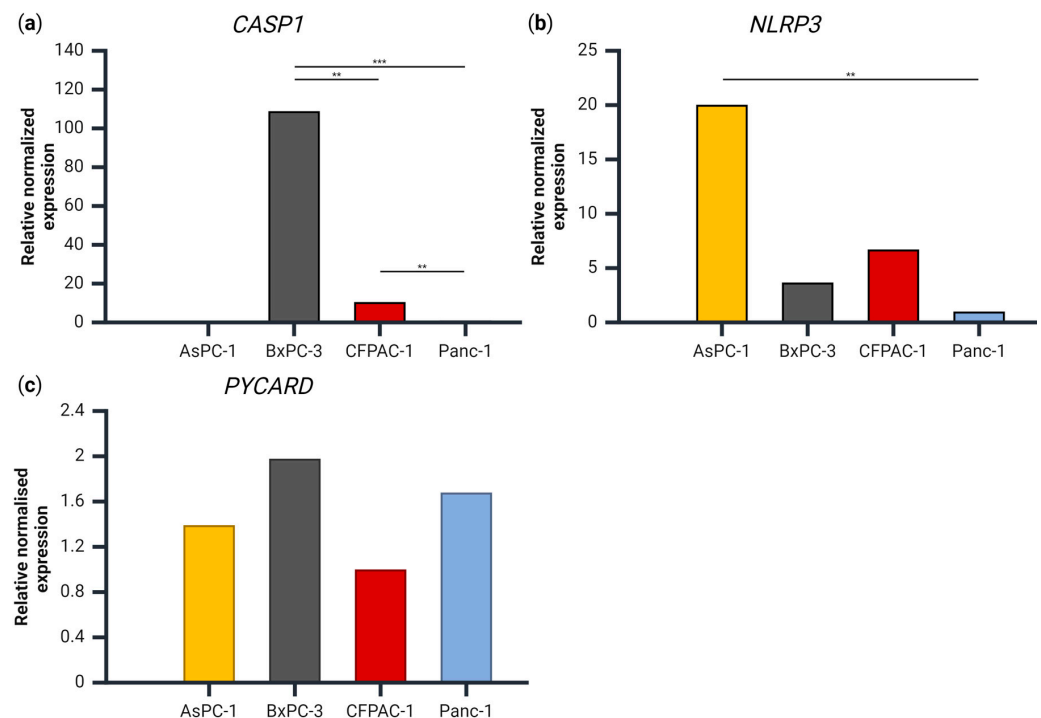 (a)
CASP1
Relative normalized
expression
140
120
100
80
60
40
20
0
***
**
**
AsPC-1 BxPC-3 CFPAC-1 Panc-1
(b)
NLRP3
Relative normalized
expression
25
20
15
10
5
0
**
AsPC-1 BxPC-3 CFPAC-1 Panc-1
(c)
PYCARD
Relative normalised
expression
2.4
2
1.6
1.2
0.8
0.4
0
AsPC-1 BxPC-3 CFPAC-1 Panc-1